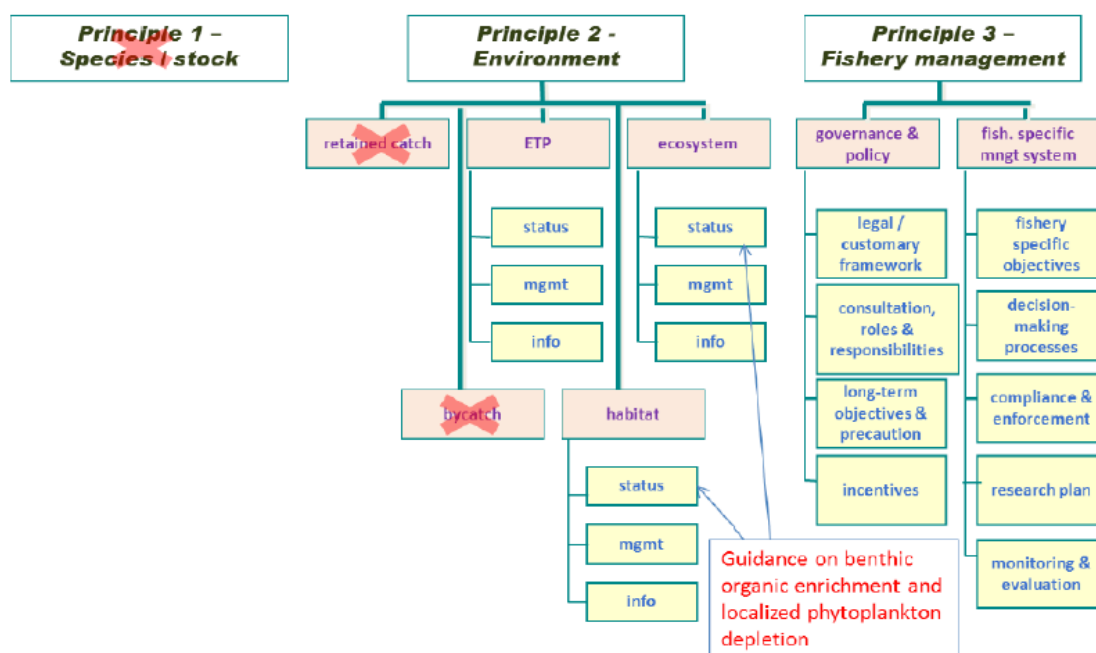 Principle 1 –
Species / stock
Principle 2 -
Environment
Principle 3 –
Fishery management
retained catch
ETP
ecosystem
governance &
policy
fish. specific
mngt system
status
mgmt
info
status
mgmt
info
legal /
customary
framework
consultation,
roles &
responsibilities
long-term
objectives &
precaution
incentives
fishery
specific
objectives
decision-
making
processes
compliance &
enforcement
research plan
monitoring &
evaluation
bycatch
habitat
status
mgmt
info
Guidance on benthic
organic enrichment and
localized phytoplankton
depletion